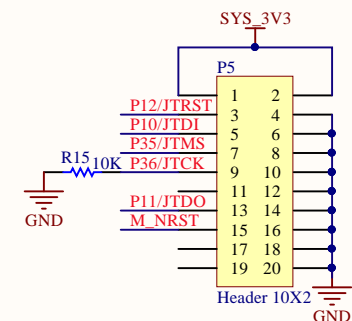 SYS_3V3
P5
1 2
P12/JTRST 3 4
P10/JTDI 5 6
P35/JTMS 7 8
R15 10K P36/JTCK 9 10
11 12
P11/JTDO 13 14
M_NRST 15 16
17 18
19 20
GND
Header 10X2
GND